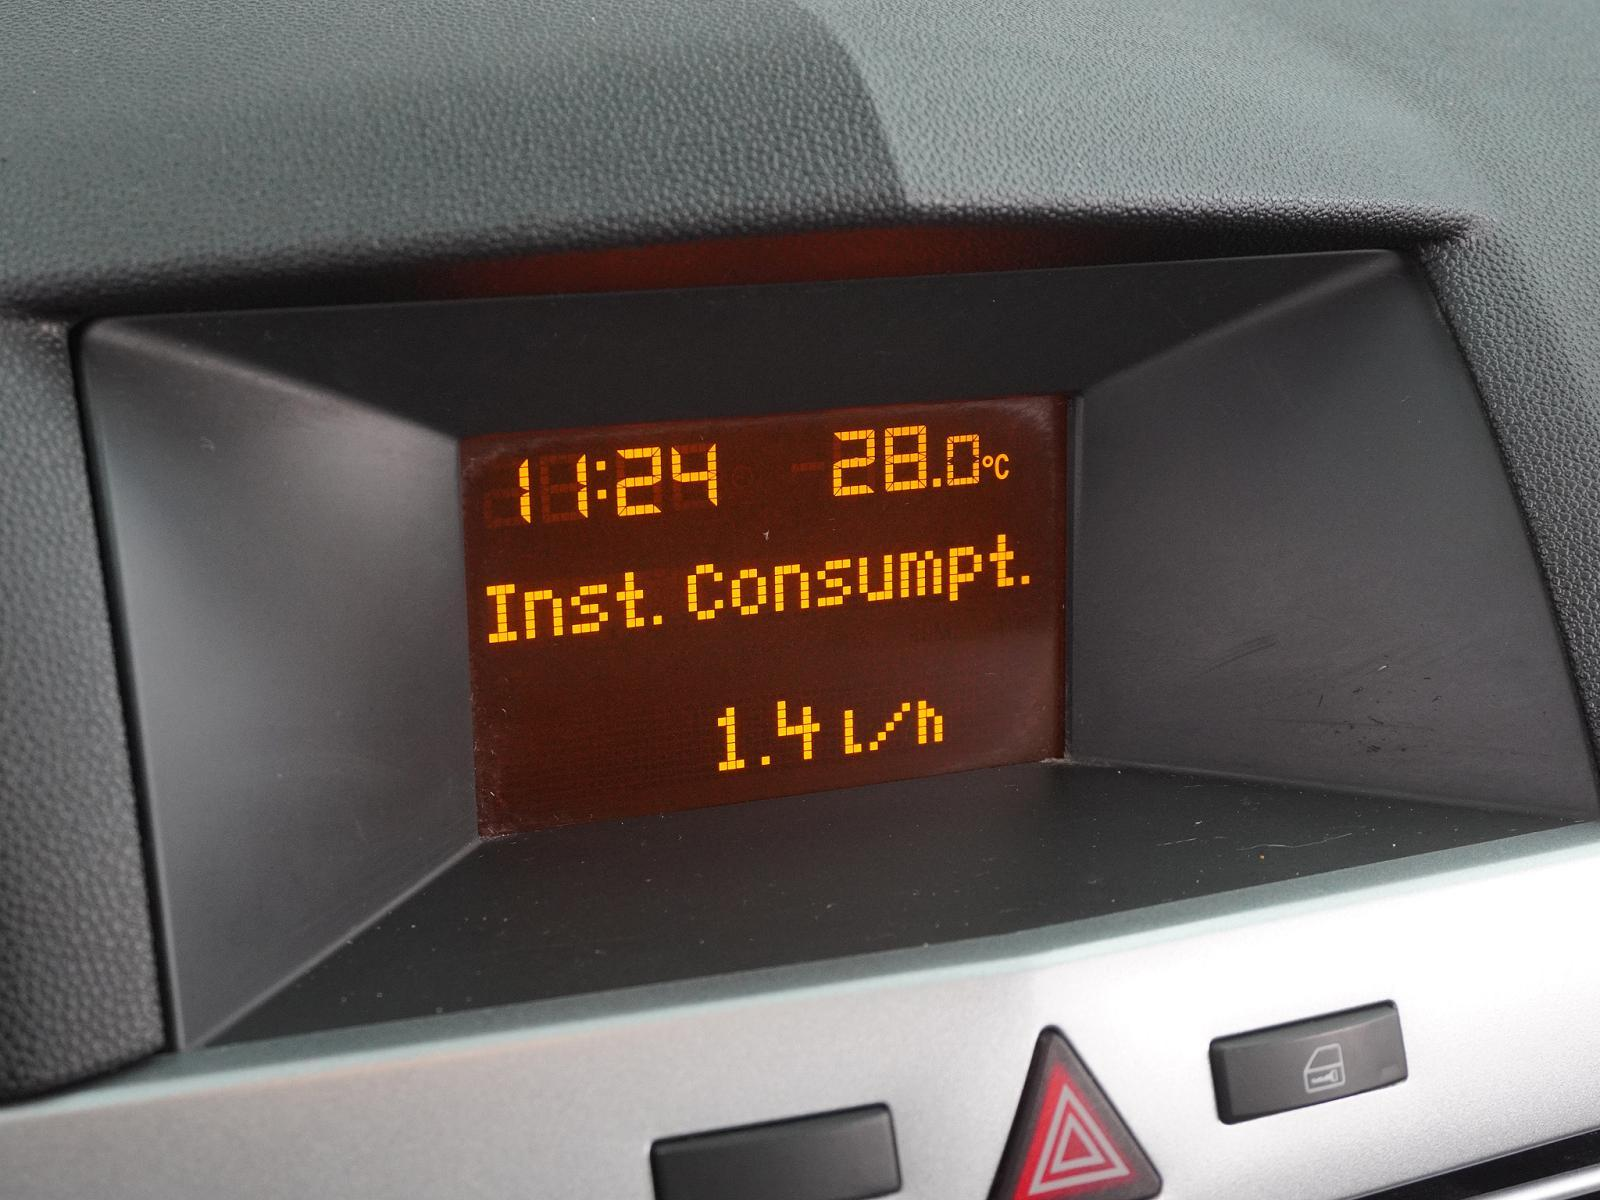 11:24 28.0°C
Inst. Consumpt.
1.4 l/h